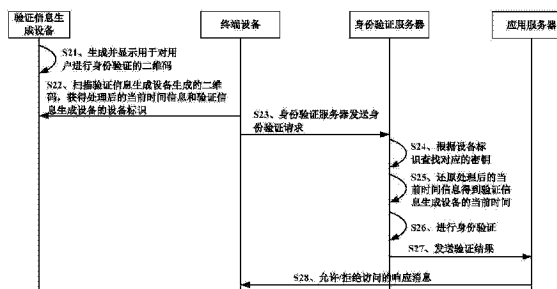 验证信息生
成设备
终端设备
身份验证服务器
应用服务器
S21、生成并显示用于对用
户进行身份验证的二维码
S22、扫描验证信息生成设备生成的二维
码，获得处理后的当前时间信息和验证信
息生成设备的设备标识
S23、身份验证服务器发送身
份验证请求
S24、根据设备标
识查找对应的密钥
S25、还原处理后的当
前时间信息得到验证信
息生成设备的当前时间
S26、进行身份验证
S27、发送验证结果
S28、允许/拒绝访问的响应消息